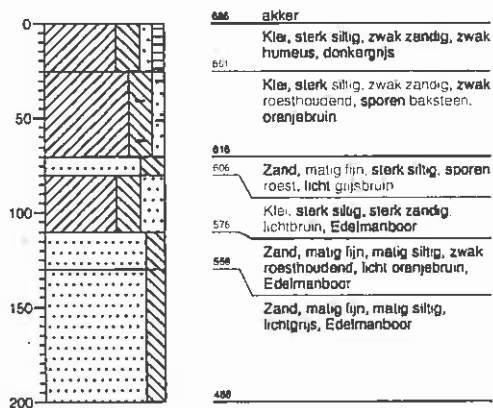 0
50
100
150
200
686 akker
Klei, sterk siltig, zwak zandig, zwak
humeus, donkergrijs
661
Klei, sterk siltig, zwak zandig, zwak
roesthoudend, sporen baksteen,
oranjebruin
616
606 Zand, matig fijn, sterk siltig, sporen
roest, licht grijsbruin
Klei, sterk siltig, sterk zandig,
lichtbruin, Edelmanboor
576
Zand, matig fijn, matig siltig, zwak
556 roesthoudend, licht oranjebruin,
Edelmanboor
Zand, matig fijn, matig siltig,
lichtgrijs, Edelmanboor
486